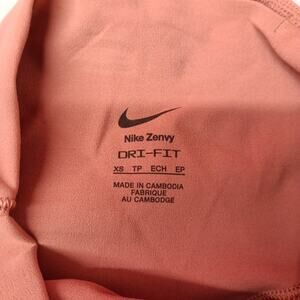 Nike Zenvy
DRI-FIT
XS TP ECH EP
MADE IN CAMBODIA
FABRIQUE
AU CAMBODGE